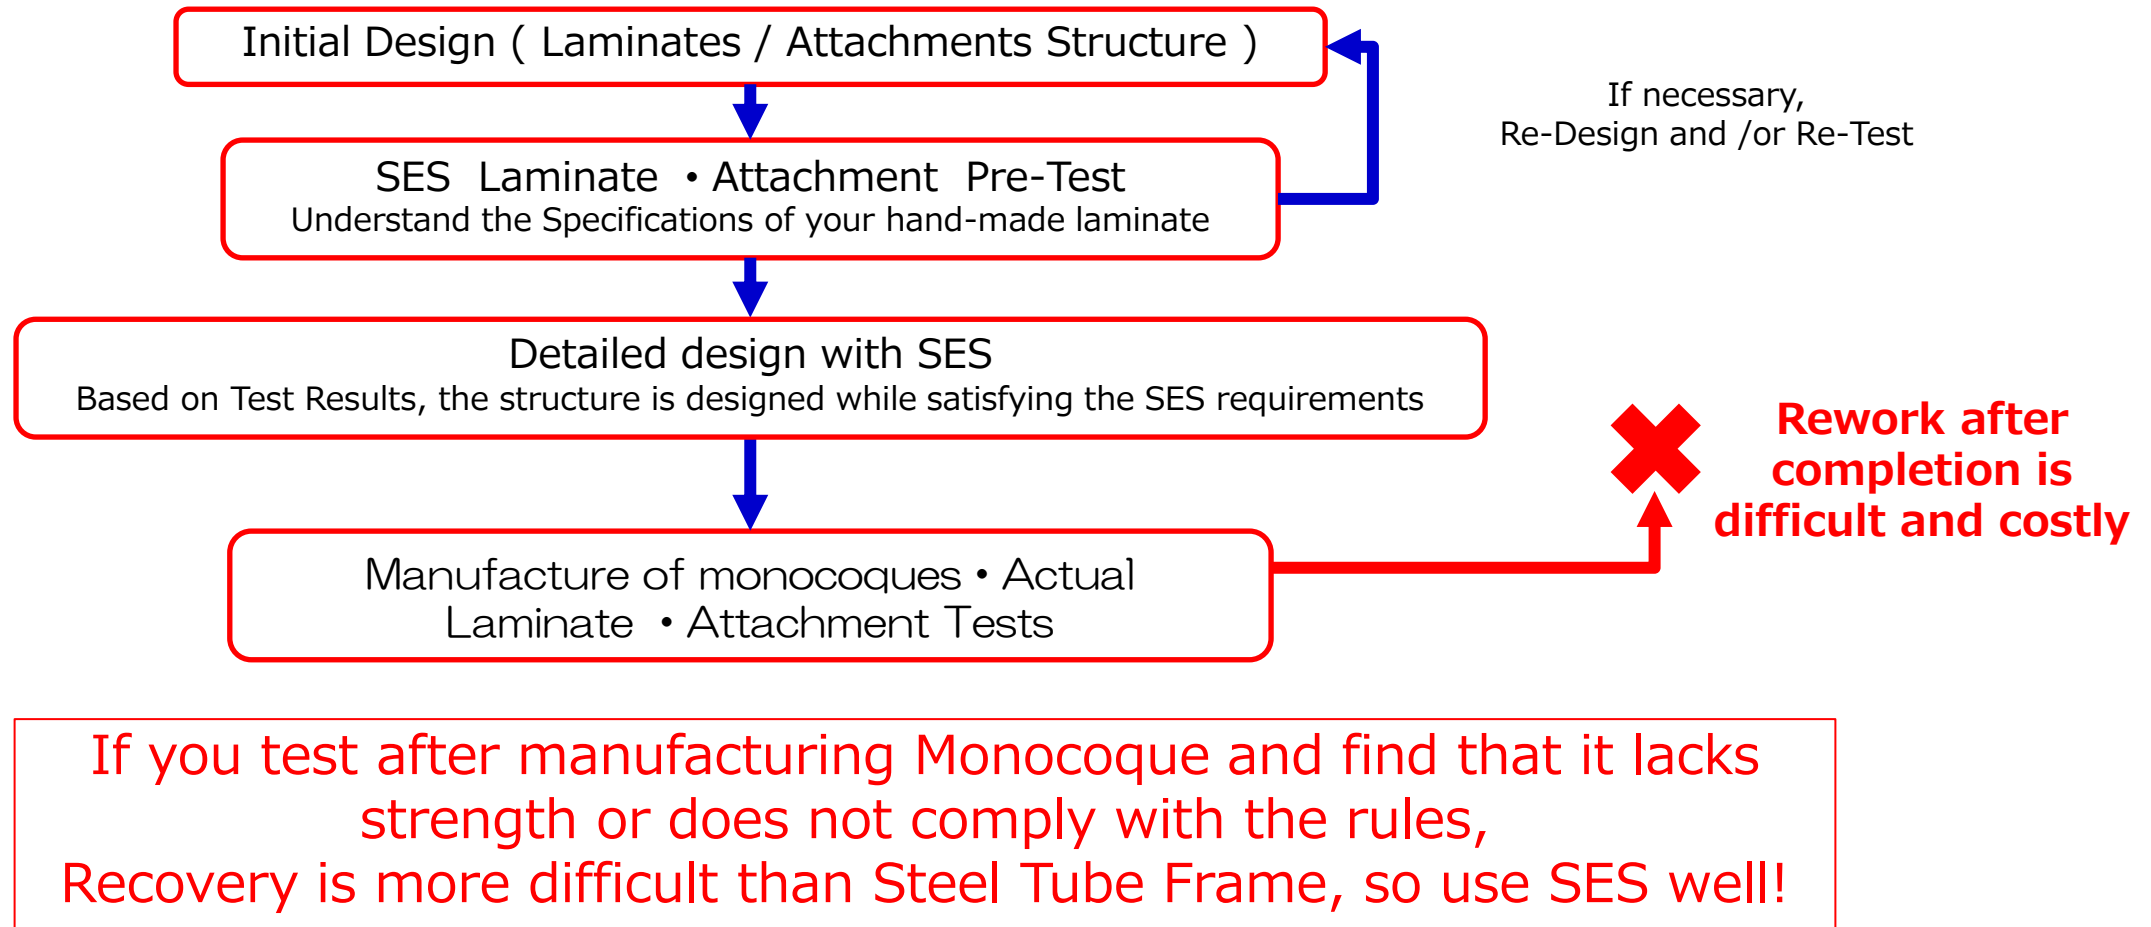 Initial Design ( Laminates / Attachments Structure )
If necessary,
Re-Design and /or Re-Test
SES Laminate ・Attachment Pre-Test
Understand the Specifications of your hand-made laminate
Detailed design with SES
Based on Test Results, the structure is designed while satisfying the SES requirements
Rework after
completion is
difficult and costly
Manufacture of monocoques・Actual
Laminate ・Attachment Tests
If you test after manufacturing Monocoque and find that it lacks
strength or does not comply with the rules,
Recovery is more difficult than Steel Tube Frame, so use SES well!